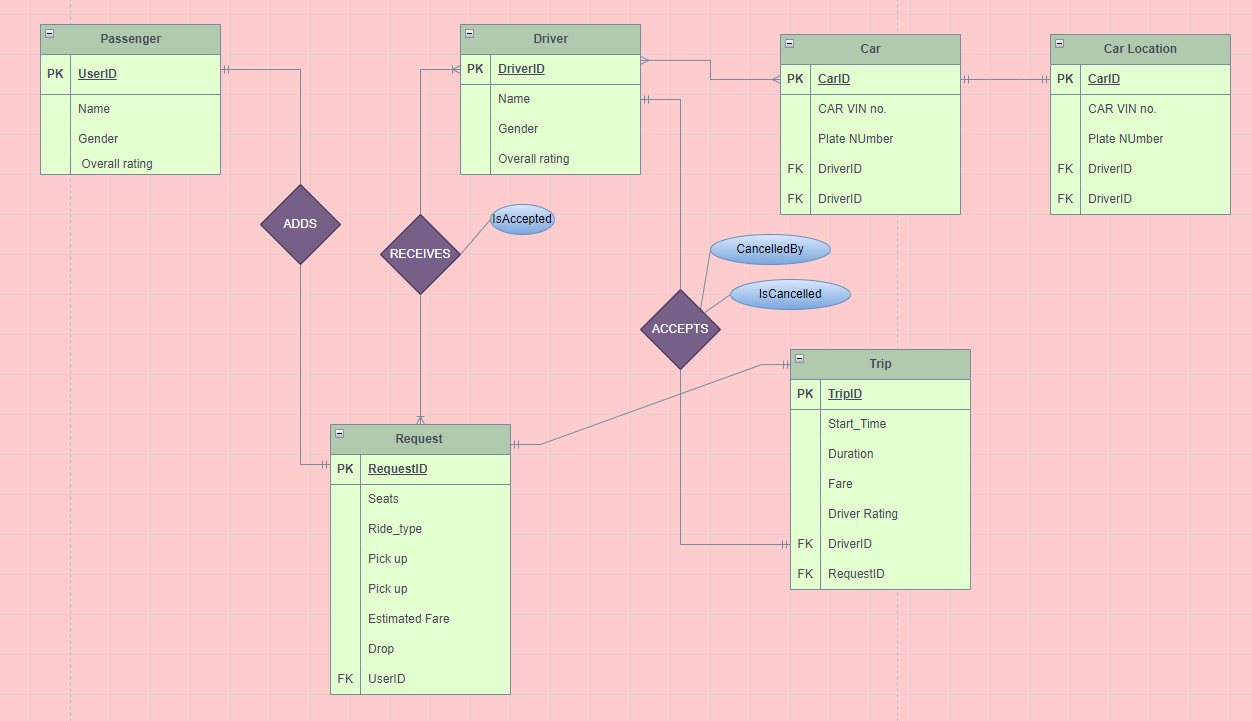 Passenger
PK UserID
Name
Gender
Overall rating
Driver
PK DriverID
Name
Gender
Overall rating
Car
PK CarID
CAR VIN no.
Plate NUmber
FK DriverID
FK DriverID
Car Location
PK CarID
CAR VIN no.
Plate NUmber
FK DriverID
FK DriverID
ADDS
RECEIVES
IsAccepted
CancelledBy
IsCancelled
ACCEPTS
Trip
PK TripID
Start_Time
Duration
Fare
Driver Rating
FK DriverID
FK RequestID
Request
PK RequestID
Seats
Ride_type
Pick up
Pick up
Estimated Fare
Drop
FK UserID